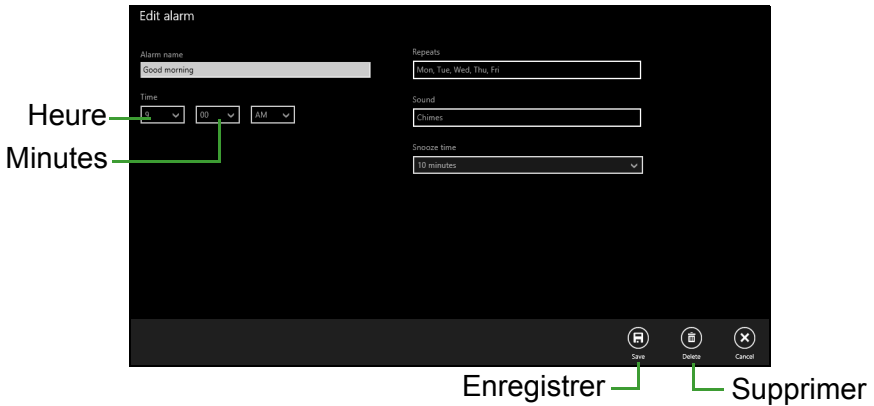 Edit alarm
Alarm name
Good morning
Time
9 00 AM
Repeats
Mon, Tue, Wed, Thu, Fri
Sound
Chimes
Snooze time
10 minutes
Heure
Minutes
Save Delete Cancel
Enregistrer
Supprimer